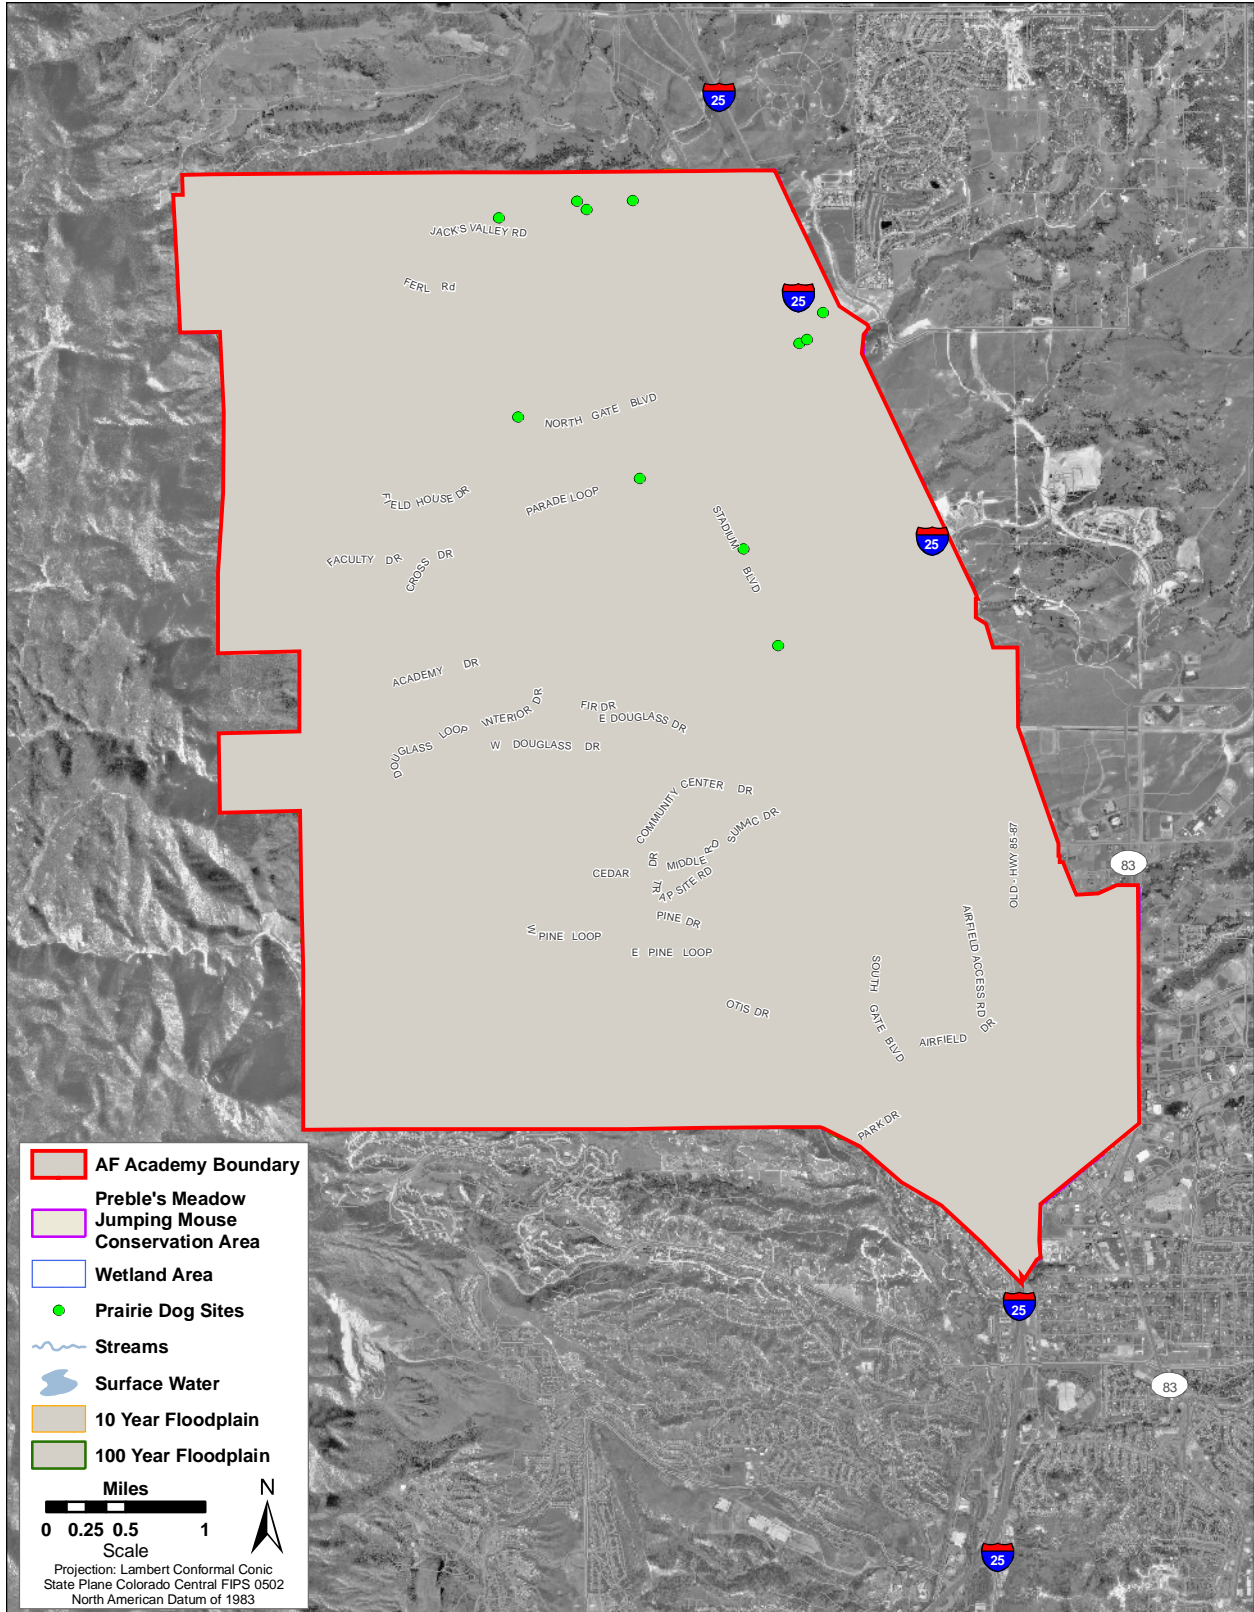 25
JACK'S VALLEY RD
FERL Rd
25
NORTH GATE BLVD
FIELD HOUSE DR
PARADE LOOP
STADIUM BLVD
25
FACULTY DR
CROSS DR
ACADEMY DR
DOUGLASS LOOP
INTERIOR DR
FIR DR
E DOUGLASS DR
W DOUGLASS DR
COMMUNITY CENTER DR
SUMAC DR
OLD - HWY 85-87
83
CEDAR DR
MIDDLE RD
TR AP SITE RD
PINE DR
W PINE LOOP
E PINE LOOP
AIRFIELD ACCESS RD
SOUTH GATE BLVD
OTIS DR
AIRFIELD DR
PARK DR
25
83
25
AF Academy Boundary
Preble's Meadow
Jumping Mouse
Conservation Area
Wetland Area
Prairie Dog Sites
Streams
Surface Water
10 Year Floodplain
100 Year Floodplain
Miles
N
0 0.25 0.5 1
Scale
Projection: Lambert Conformal Conic
State Plane Colorado Central FIPS 0502
North American Datum of 1983